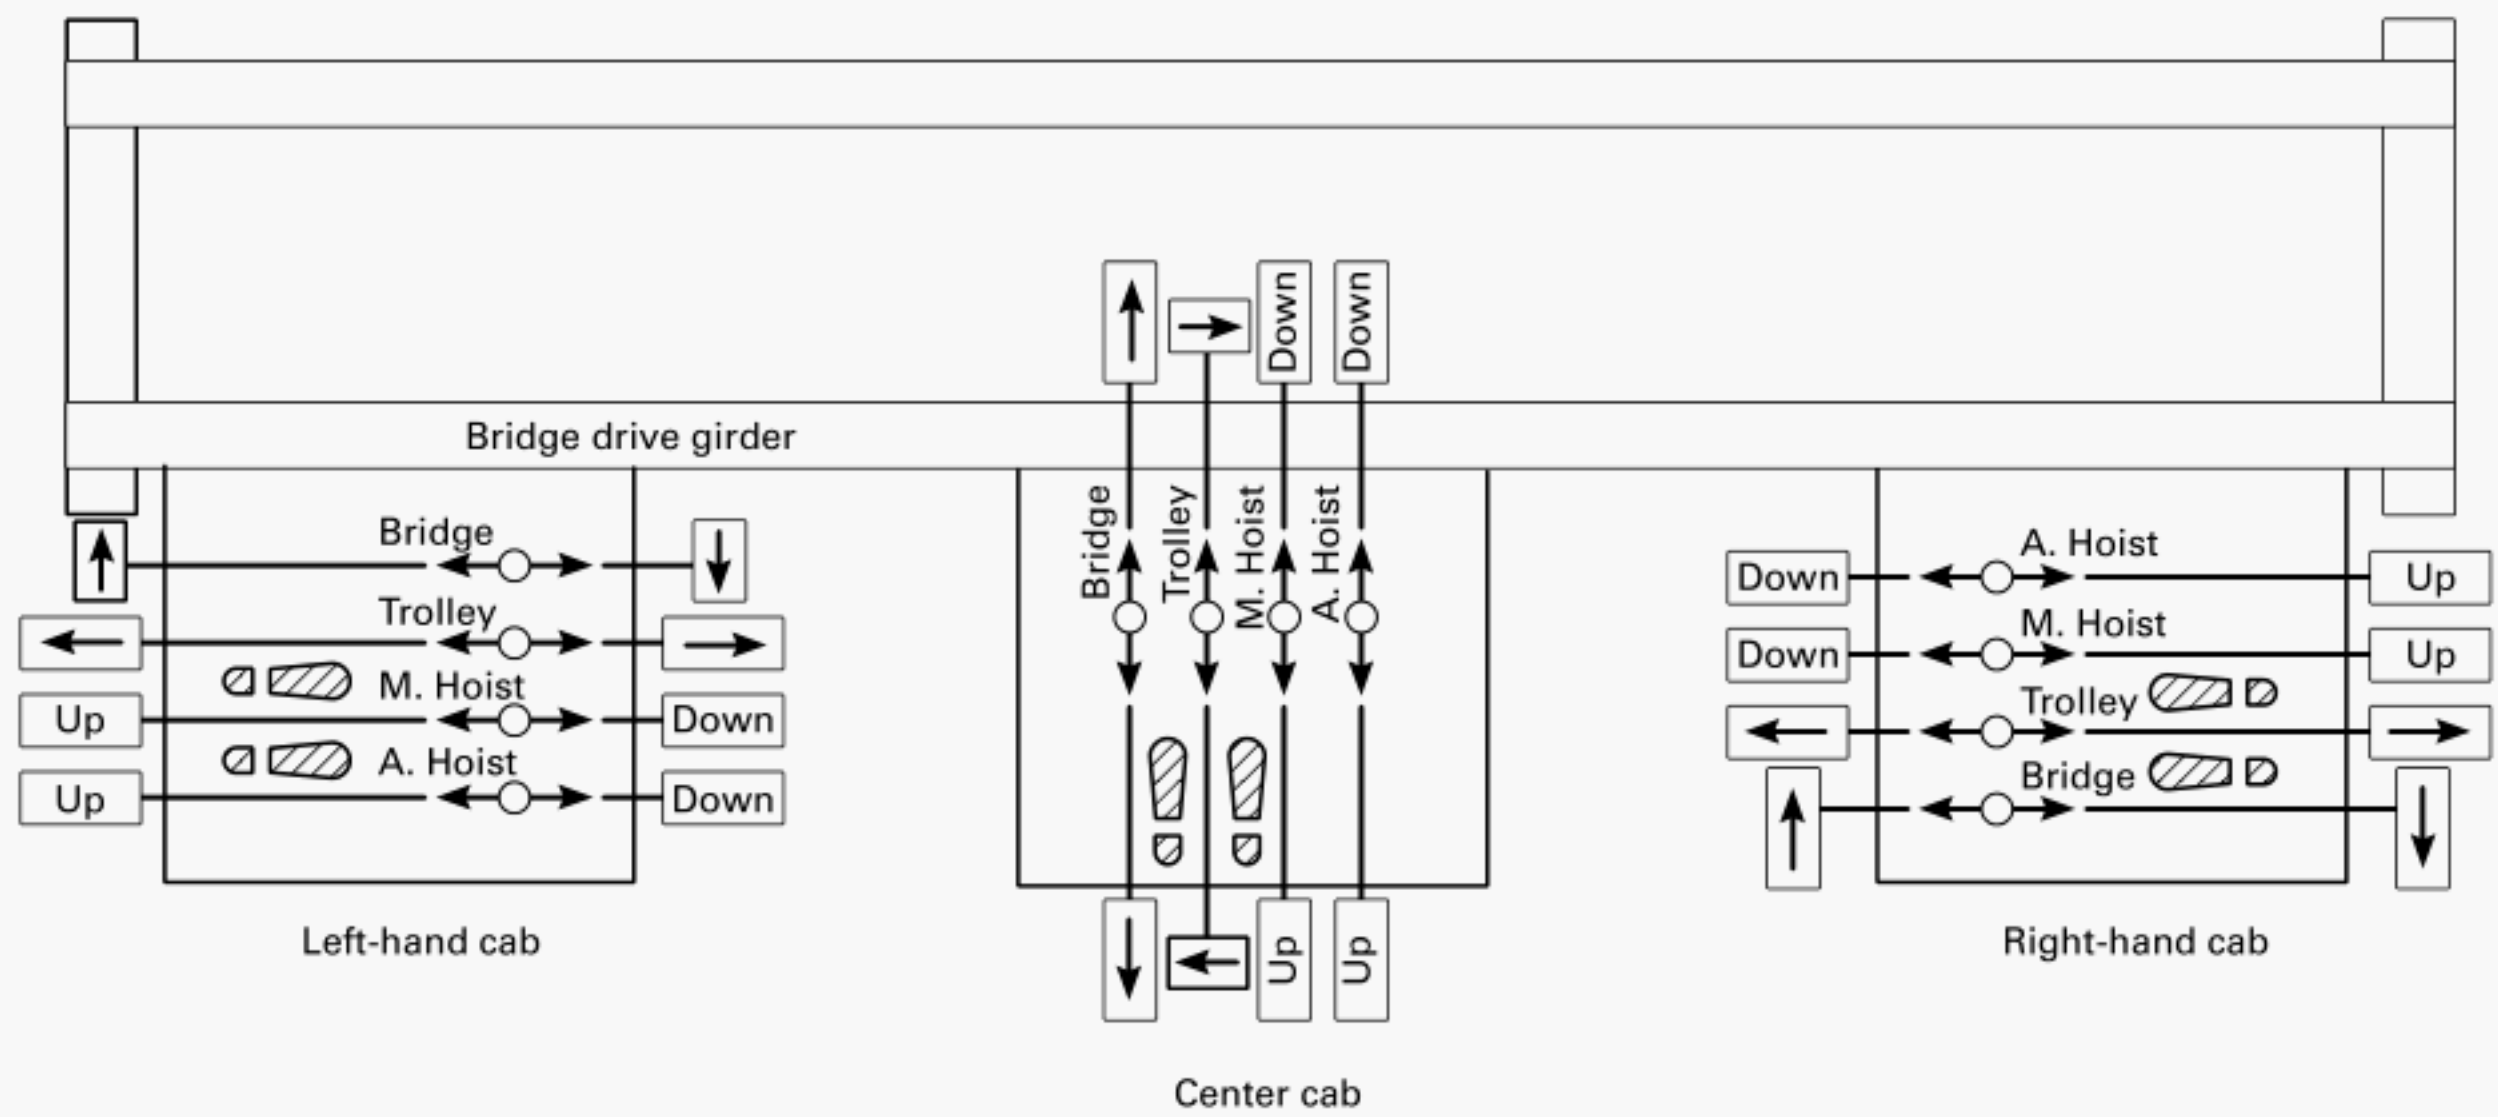 Bridge drive girder
Bridge
Trolley
M. Hoist
Up
Down
A. Hoist
Up
Down
Left-hand cab
Down
Down
Bridge
Trolley
M. Hoist
A. Hoist
Up
Up
Center cab
A. Hoist
Down
Up
M. Hoist
Down
Up
Trolley
Bridge
Right-hand cab